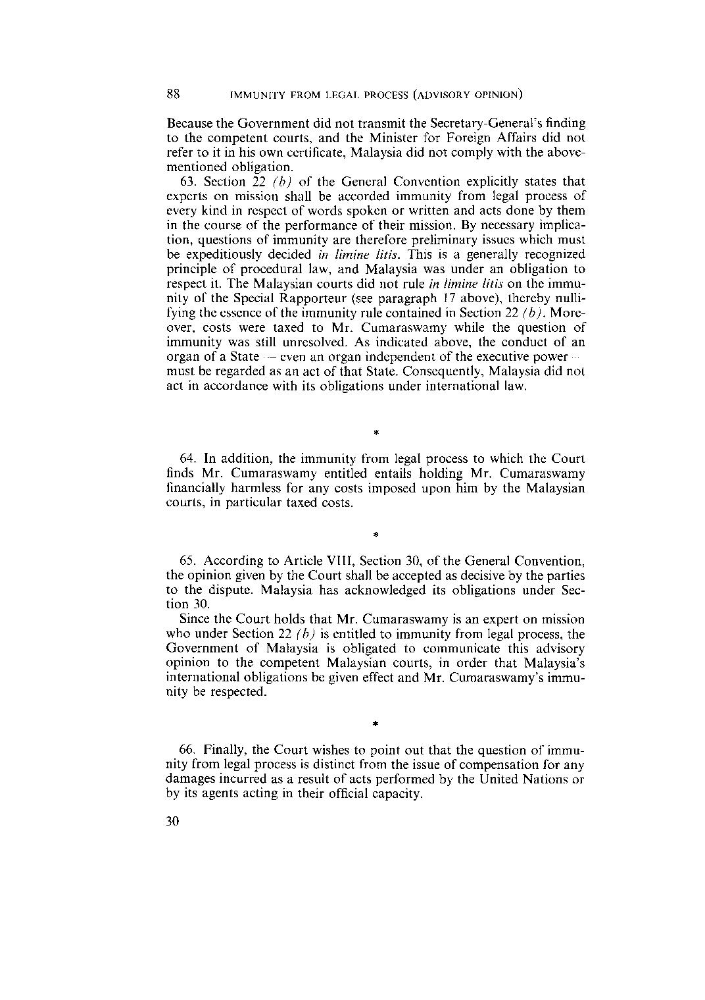 88 IMMUNITY FROM LEGAL PROCESS (ADVISORY OPINION)
Because the Government did not transmit the Secretary-General's finding
to the competent courts, and the Minister for Foreign Affairs did not
refer to it in his own certificate, Malaysia did not comply with the above-
mentioned obligation.
63. Section 22 (b) of the General Convention explicitly states that
experts on mission shall be accorded immunity from legal process of
every kind in respect of words spoken or written and acts done by them
in the course of the performance of their mission. By necessary implica-
tion, questions of immunity are therefore preliminary issues which must
be expeditiously decided in limine litis. This is a generally recognized
principle of procedural law, and Malaysia was under an obligation to
respect it. The Malaysian courts did not rule in limine litis on the immu-
nity of the Special Rapporteur (see paragraph 17 above), thereby nulli-
fying the essence of the immunity rule contained in Section 22 (b). More-
over, costs were taxed to Mr. Cumaraswamy while the question of
immunity was still unresolved. As indicated above, the conduct of an
organ of a State — even an organ independent of the executive power —
must be regarded as an act of that State. Consequently, Malaysia did not
act in accordance with its obligations under international law.
*
64. In addition, the immunity from legal process to which the Court
finds Mr. Cumaraswamy entitled entails holding Mr. Cumaraswamy
financially harmless for any costs imposed upon him by the Malaysian
courts, in particular taxed costs.
*
65. According to Article VIII, Section 30, of the General Convention,
the opinion given by the Court shall be accepted as decisive by the parties
to the dispute. Malaysia has acknowledged its obligations under Sec-
tion 30.
Since the Court holds that Mr. Cumaraswamy is an expert on mission
who under Section 22 (b) is entitled to immunity from legal process, the
Government of Malaysia is obligated to communicate this advisory
opinion to the competent Malaysian courts, in order that Malaysia's
international obligations be given effect and Mr. Cumaraswamy's immu-
nity be respected.
*
66. Finally, the Court wishes to point out that the question of immu-
nity from legal process is distinct from the issue of compensation for any
damages incurred as a result of acts performed by the United Nations or
by its agents acting in their official capacity.
30